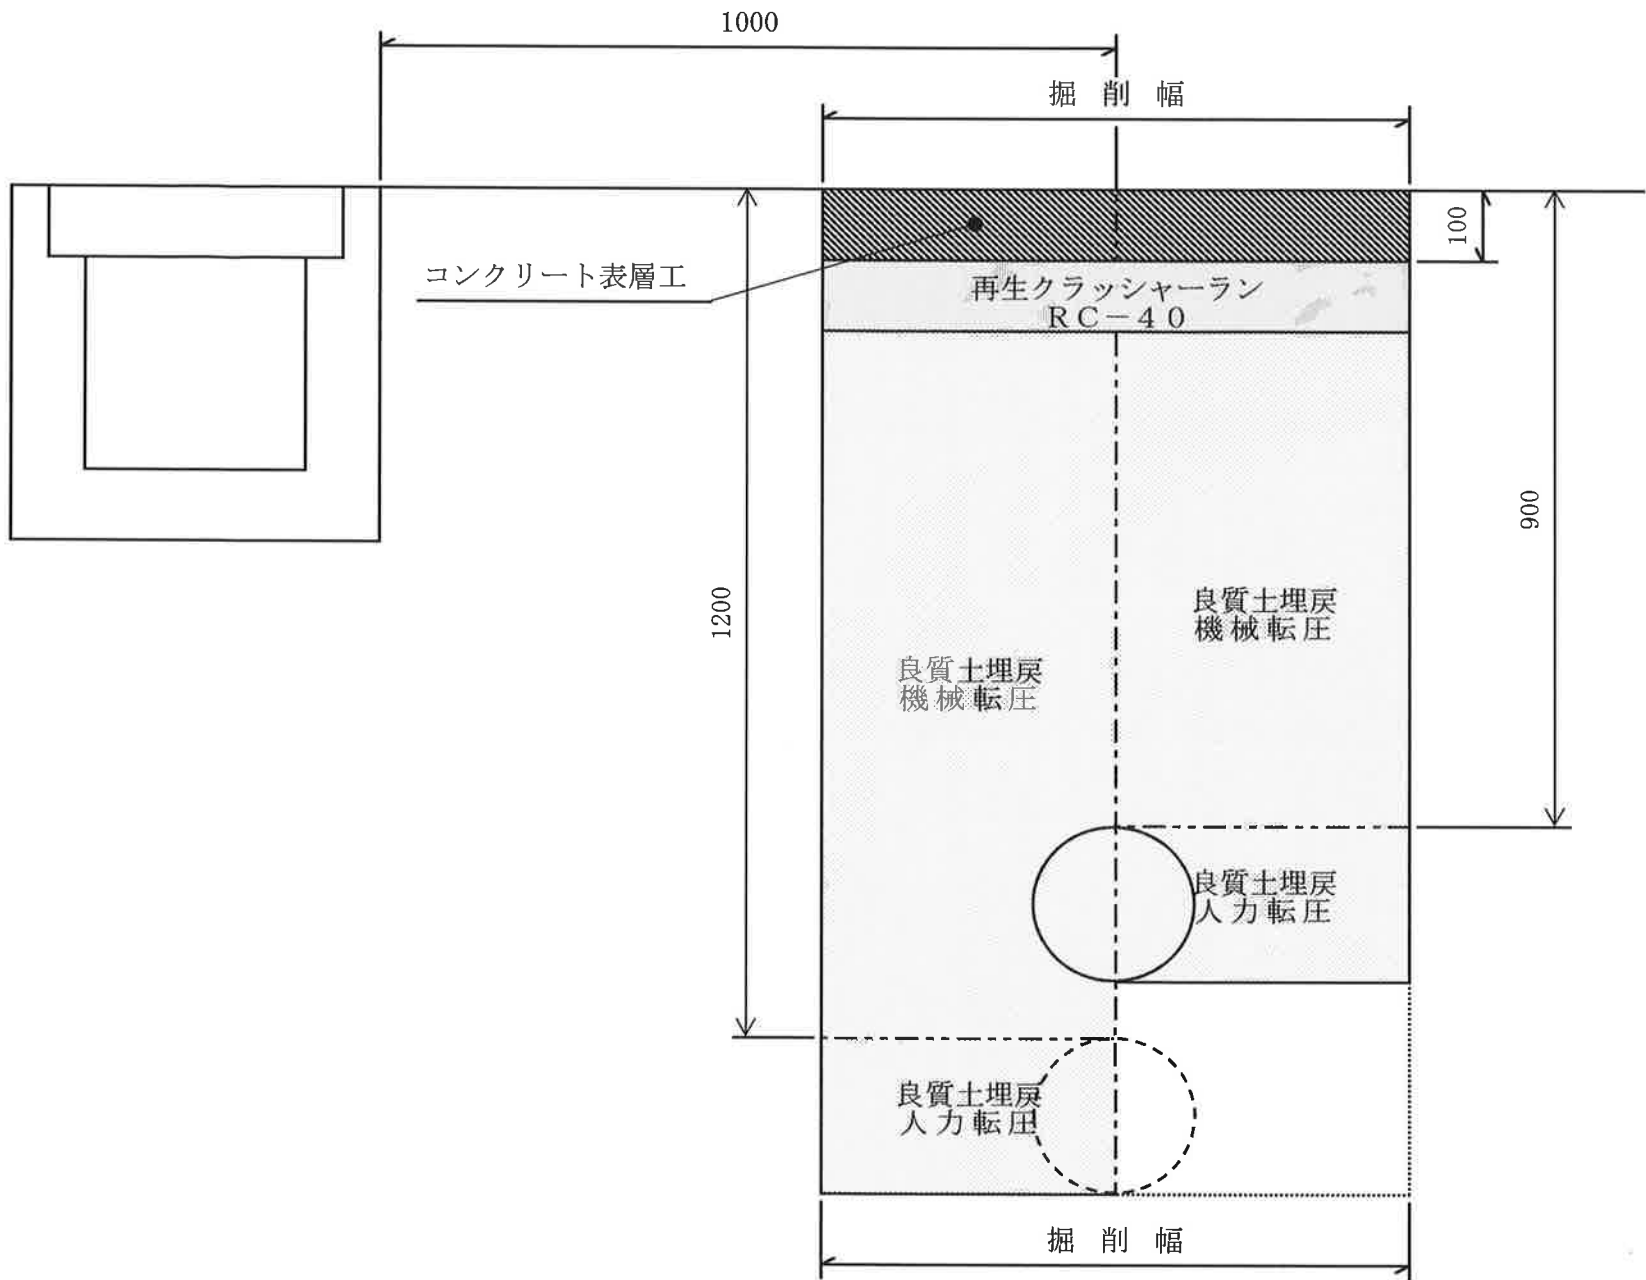 1000
掘削幅
100
コンクリート表層工
再生クラッシャーラン
RC-40
900
1200
良質土埋戻
機械転圧
良質土埋戻
機械転圧
良質土埋戻
人力転圧
良質土埋戻
人力転圧
掘削幅